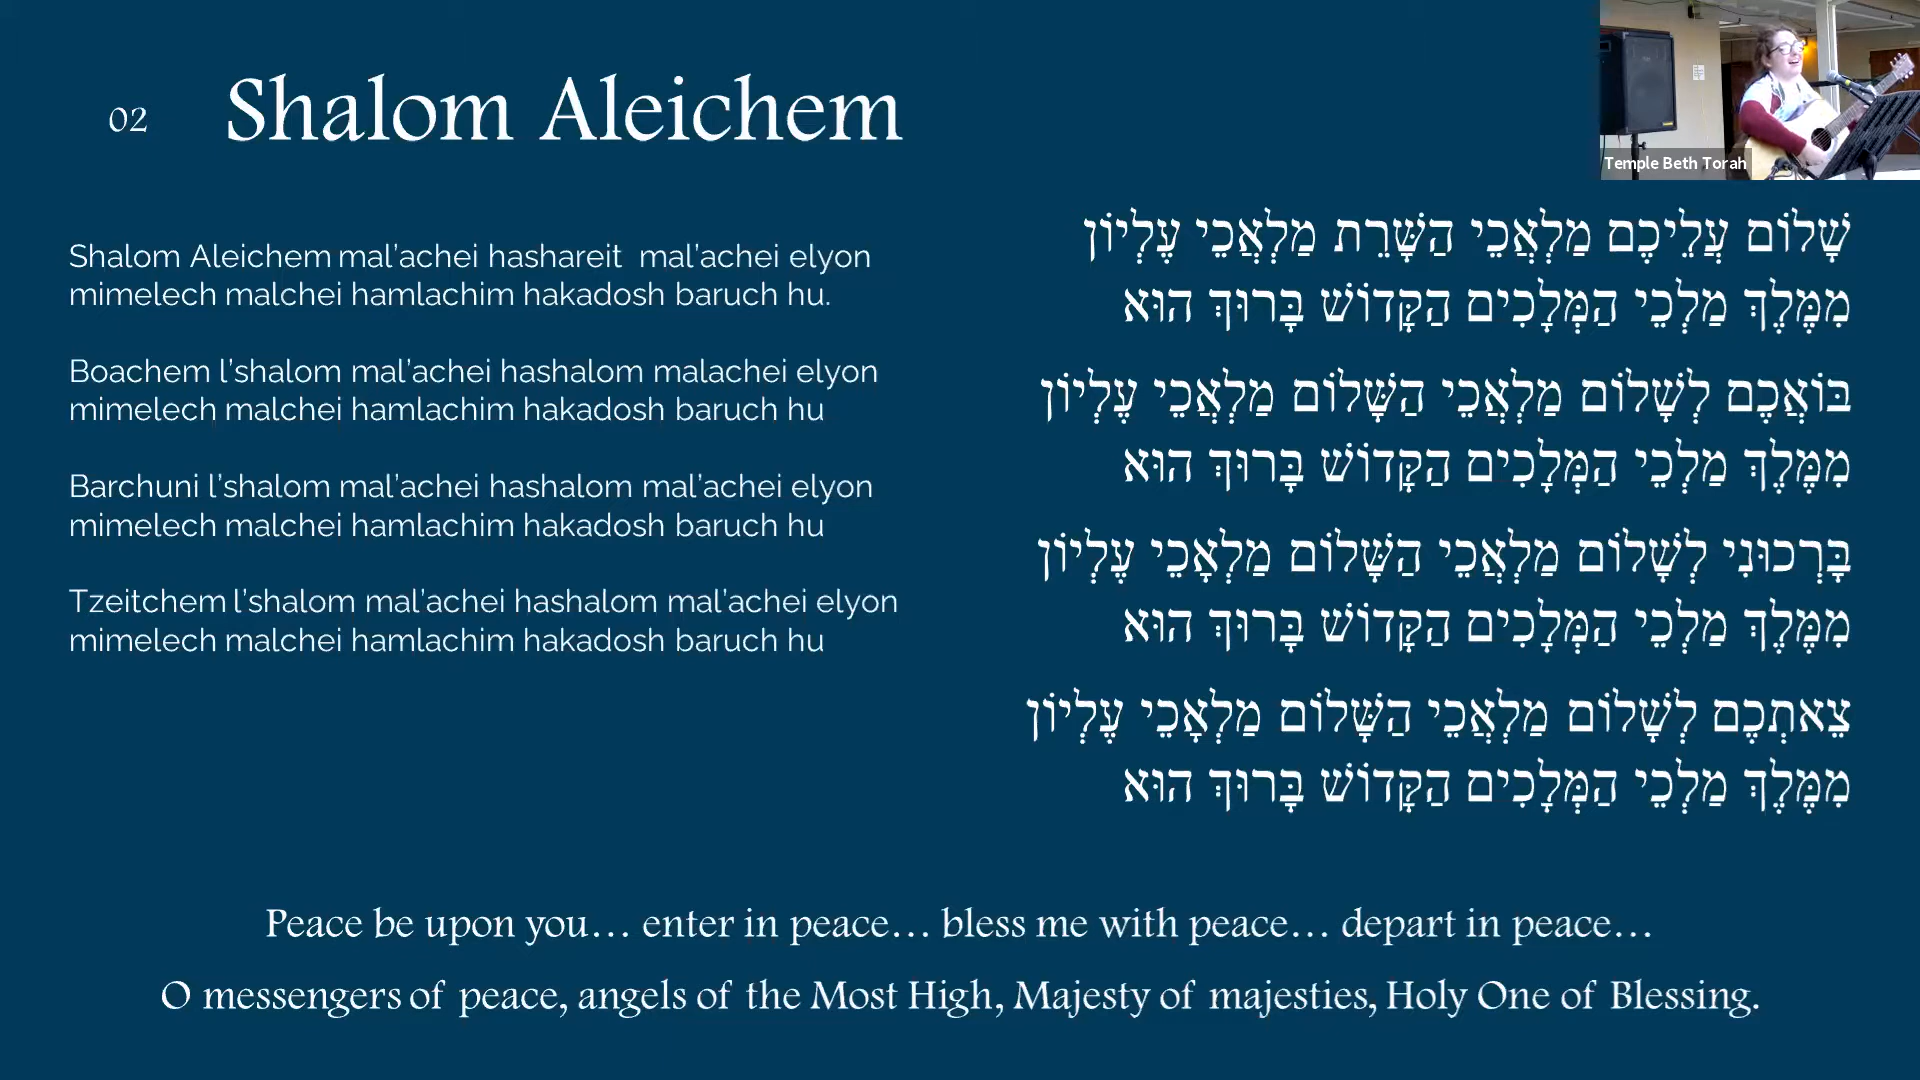 02
Shalom Aleichem
Temple Beth Torah
Shalom Aleichem mal’achei hashareit mal’achei elyon
mimelech malchei hamlachim hakadosh baruch hu.
Boachem l’shalom mal’achei hashalom malachei elyon
mimelech malchei hamlachim hakadosh baruch hu
Barchuni l’shalom mal’achei hashalom mal’achei elyon
mimelech malchei hamlachim hakadosh baruch hu
Tzeitchem l’shalom mal’achei hashalom mal’achei elyon
mimelech malchei hamlachim hakadosh baruch hu
שָׁלוֹם עֲלֵיכֶם מַלְאֲכֵי הַשָּׁרֵת מַלְאֲכֵי עֶלְיוֹן
מִמֶּלֶךְ מַלְכֵי הַמְּלָכִים הַקָּדוֹשׁ בָּרוּךְ הוּא
בּוֹאֲכֶם לְשָׁלוֹם מַלְאֲכֵי הַשָּׁלוֹם מַלְאֲכֵי עֶלְיוֹן
מִמֶּלֶךְ מַלְכֵי הַמְּלָכִים הַקָּדוֹשׁ בָּרוּךְ הוּא
בָּרְכוּנִי לְשָׁלוֹם מַלְאֲכֵי הַשָּׁלוֹם מַלְאָכֵי עֶלְיוֹן
מִמֶּלֶךְ מַלְכֵי הַמְּלָכִים הַקָּדוֹשׁ בָּרוּךְ הוּא
צֵאתְכֶם לְשָׁלוֹם מַלְאֲכֵי הַשָּׁלוֹם מַלְאָכֵי עֶלְיוֹן
מִמֶּלֶךְ מַלְכֵי הַמְּלָכִים הַקָּדוֹשׁ בָּרוּךְ הוּא
Peace be upon you… enter in peace… bless me with peace… depart in peace…
O messengers of peace, angels of the Most High, Majesty of majesties, Holy One of Blessing.